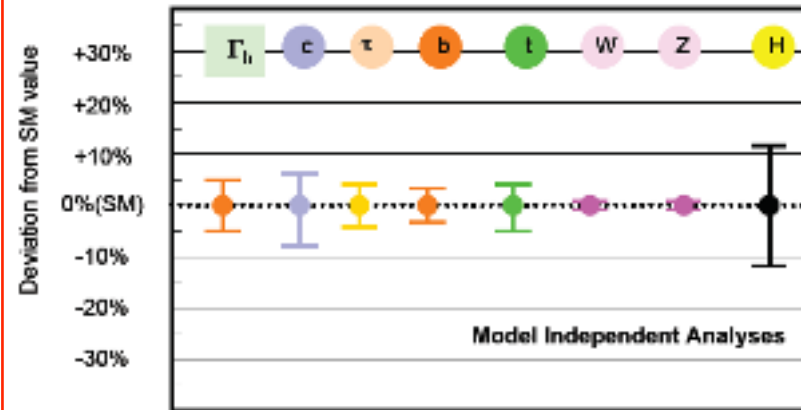 Deviation from SM value
+30%
+20%
+10%
0%(SM)
-10%
-20%
-30%
Γh c τ b t W Z H
Model Independent Analyses